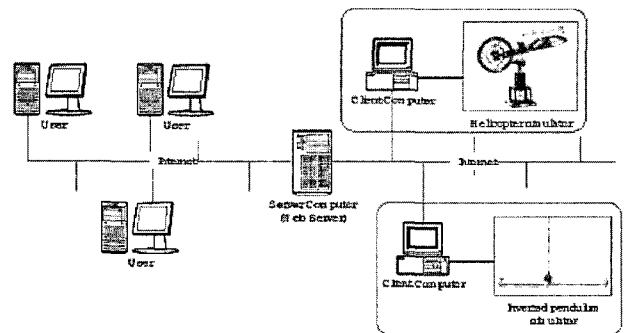 User
User
Internet
User
Server Computer
(Web Server)
Client Computer
Helicopter simulator
Internet
Client Computer
Inverted pendulum
simulator